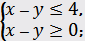 {x – y ≤ 4,
x – y ≥ 0;